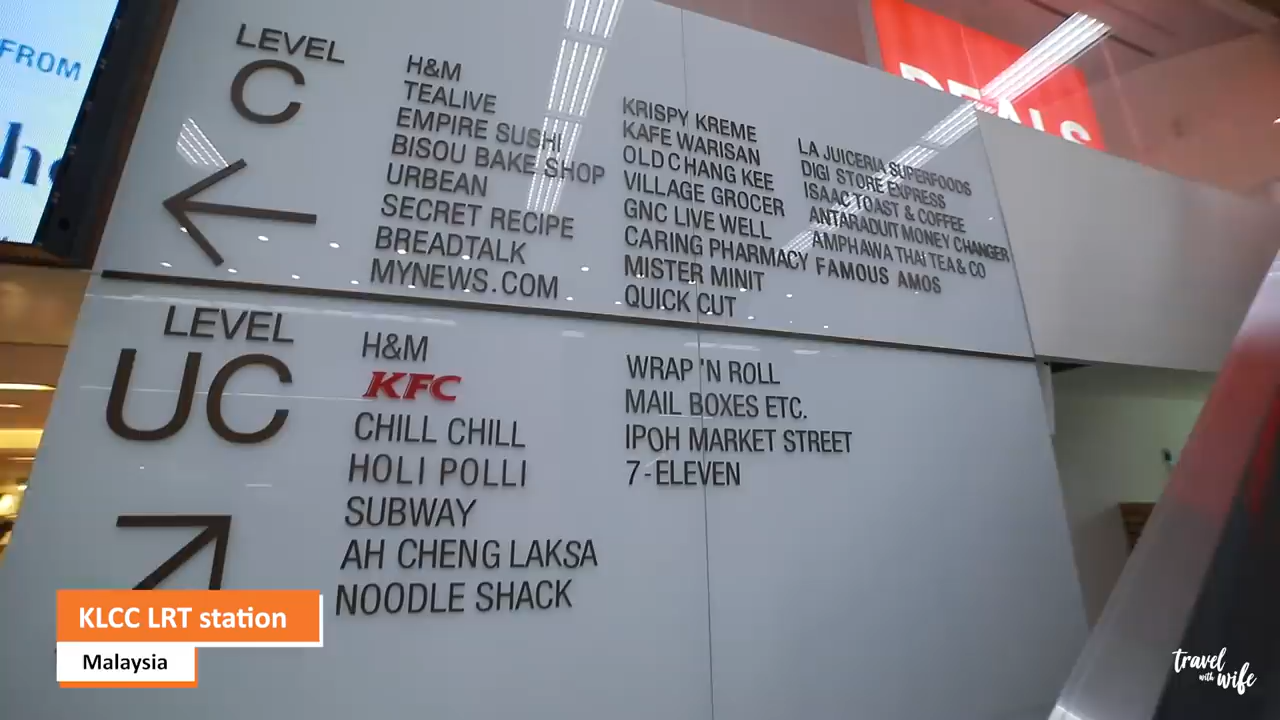 FROM
LEVEL
C
H&M
TEALIVE
EMPIRE SUSHI
BISOU BAKE SHOP
URBEAN
SECRET RECIPE
BREADTALK
MYNEWS.COM
KRISPY KREME
KAFE WARISAN
OLD CHANG KEE
VILLAGE GROCER
GNC LIVE WELL
CARING PHARMACY
MISTER MINIT
QUICK CUT
LA JUICERIA SUPERFOODS
DIGI STORE EXPRESS
ISAAC TOAST & COFFEE
ANTARADUIT MONEY CHANGER
AMPHAWA THAI TEA & CO
FAMOUS AMOS
DEALS
LEVEL
UC
H&M
KFC
CHILL CHILL
HOLI POLLI
SUBWAY
AH CHENG LAKSA
NOODLE SHACK
WRAP 'N ROLL
MAIL BOXES ETC.
IPOH MARKET STREET
7-ELEVEN
KLCC LRT station
Malaysia
travel with wife